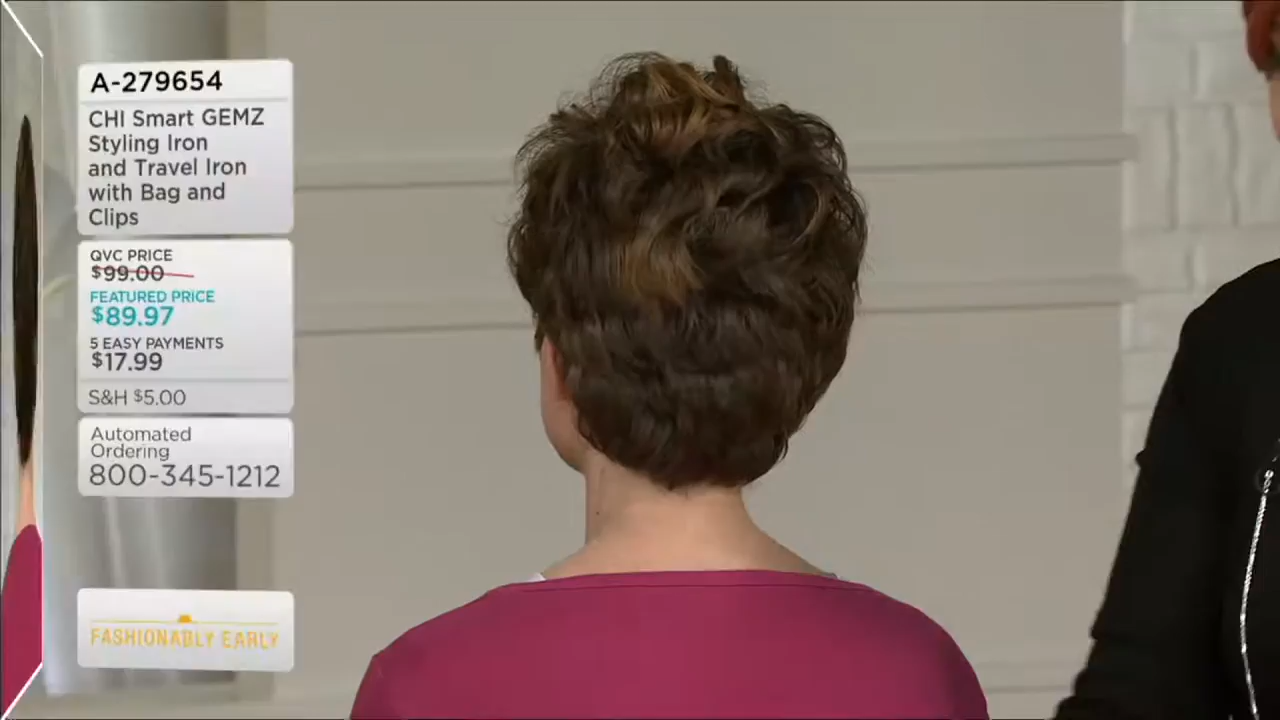 A-279654
CHI Smart GEMZ
Styling Iron
and Travel Iron
with Bag and
Clips
QVC PRICE
$99.00
FEATURED PRICE
$89.97
5 EASY PAYMENTS
$17.99
S&H $5.00
Automated
Ordering
800-345-1212
FASHIONABLY EARLY